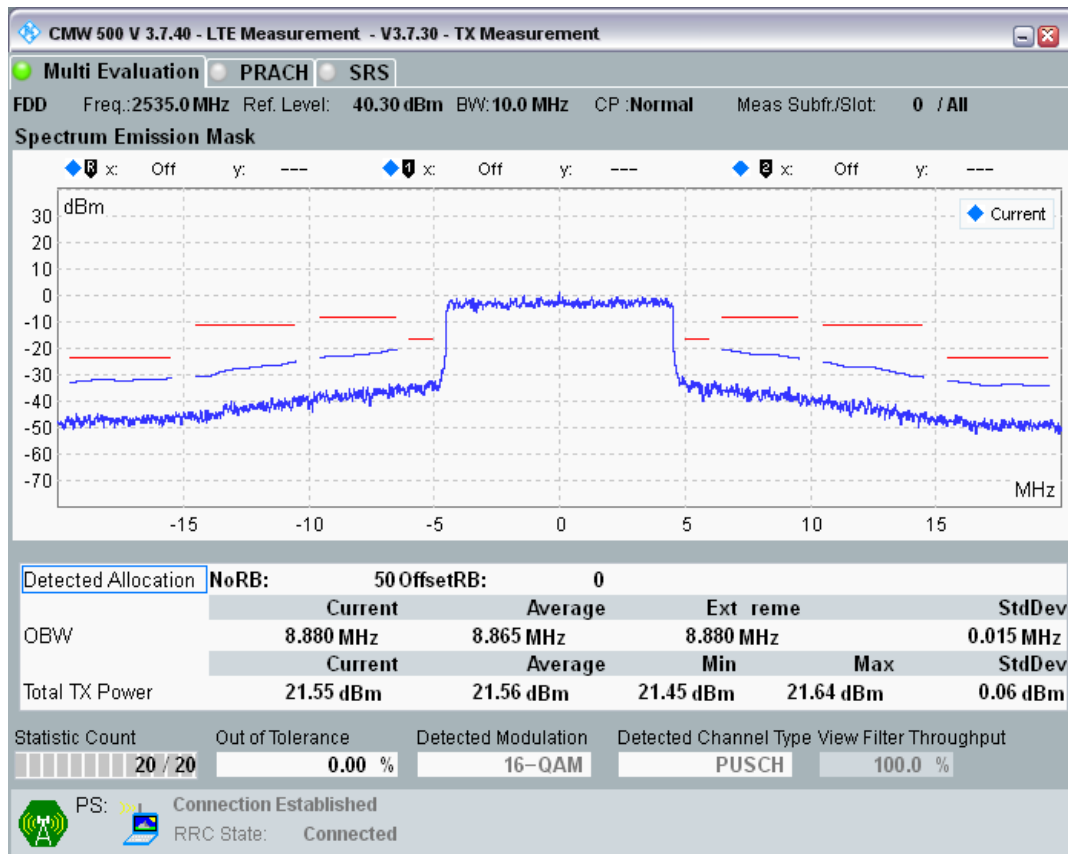 CMW 500 V 3.7.40 - LTE Measurement - V3.7.30 - TX Measurement
Multi Evaluation PRACH SRS
FDD Freq.:2535.0 MHz Ref. Level: 40.30 dBm BW:10.0 MHz CP :Normal Meas Subfr./Slot: 0 / All
Spectrum Emission Mask
R x: Off y: --- 1 x: Off y: --- 2 x: Off y: ---
dBm
Current
30
20
10
0
-10
-20
-30
-40
-50
-60
-70
MHz
-15 -10 -5 0 5 10 15
Detected Allocation NoRB: 50 OffsetRB: 0
Current Average Ext reme StdDev
OBW 8.880 MHz 8.865 MHz 8.880 MHz 0.015 MHz
Current Average Min Max StdDev
Total TX Power 21.55 dBm 21.56 dBm 21.45 dBm 21.64 dBm 0.06 dBm
Statistic Count Out of Tolerance Detected Modulation Detected Channel Type View Filter Throughput
20 / 20 0.00 % 16-QAM PUSCH 100.0 %
PS: Connection Established
RRC State: Connected